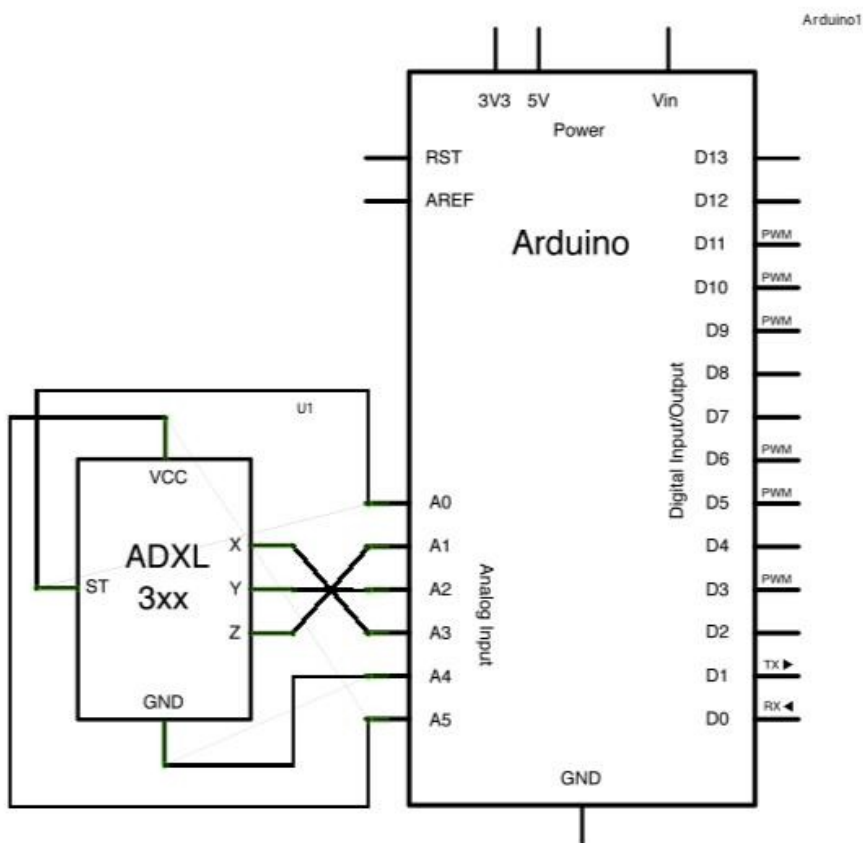 Arduino1
3V3 5V Vin
Power
RST
AREF
Arduino
D13
D12
D11 PWM
D10 PWM
D9 PWM
D8
D7
D6 PWM
D5 PWM
D4
D3 PWM
D2
D1 TX ▶
D0 RX ◀
Digital Input/Output
A0
A1
A2
A3
A4
A5
Analog Input
GND
U1
VCC
ADXL
3xx
ST
X
Y
Z
GND